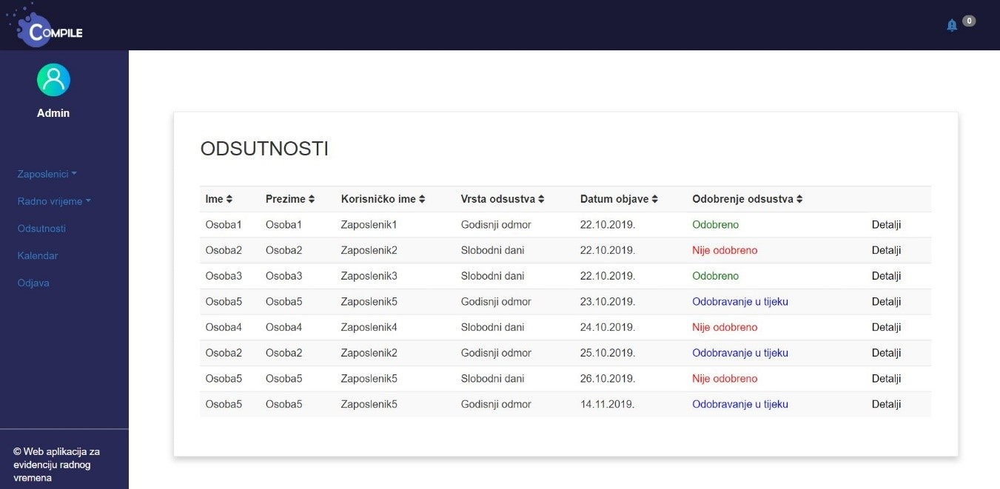 COMPILE
0
Admin
Zaposlenici
Radno vrijeme
Odsutnosti
Kalendar
Odjava
© Web aplikacija za
evidenciju radnog
vremena
ODSUTNOSTI
Ime Prezime Korisničko ime Vrsta odsustva Datum objave Odobrenje odsustva
Osoba1 Osoba1 Zaposlenik1 Godisnji odmor 22.10.2019. Odobreno Detalji
Osoba2 Osoba2 Zaposlenik2 Slobodni dani 22.10.2019. Nije odobreno Detalji
Osoba3 Osoba3 Zaposlenik3 Slobodni dani 22.10.2019. Odobreno Detalji
Osoba5 Osoba5 Zaposlenik5 Godisnji odmor 23.10.2019. Odobravanje u tijeku Detalji
Osoba4 Osoba4 Zaposlenik4 Slobodni dani 24.10.2019. Nije odobreno Detalji
Osoba2 Osoba2 Zaposlenik2 Godisnji odmor 25.10.2019. Odobravanje u tijeku Detalji
Osoba5 Osoba5 Zaposlenik5 Slobodni dani 26.10.2019. Nije odobreno Detalji
Osoba5 Osoba5 Zaposlenik5 Godisnji odmor 14.11.2019. Odobravanje u tijeku Detalji